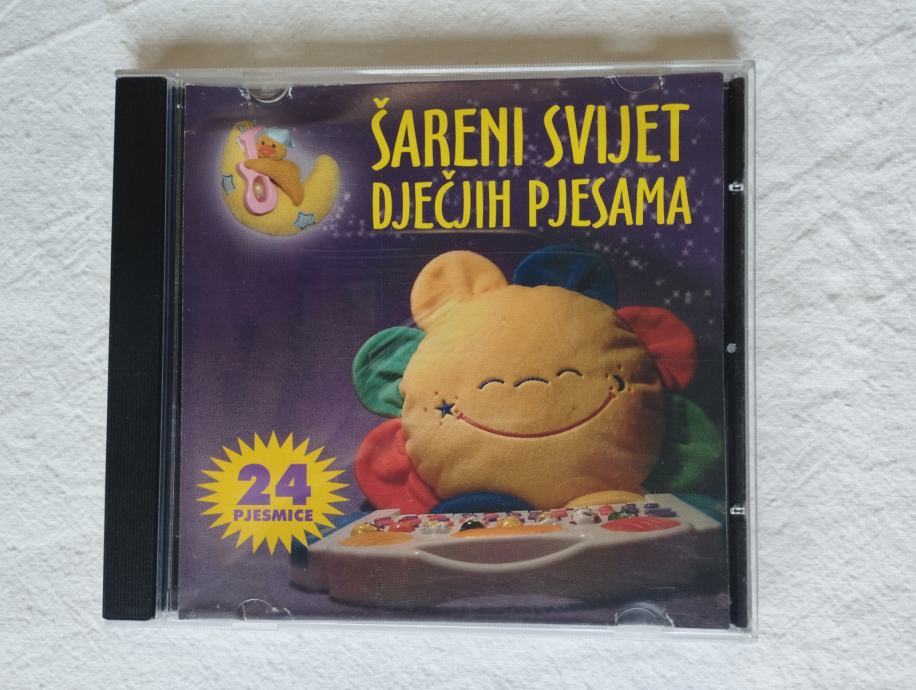 ŠARENI SVIJET
DJEČJIH PJESAMA
24
PJESMICE